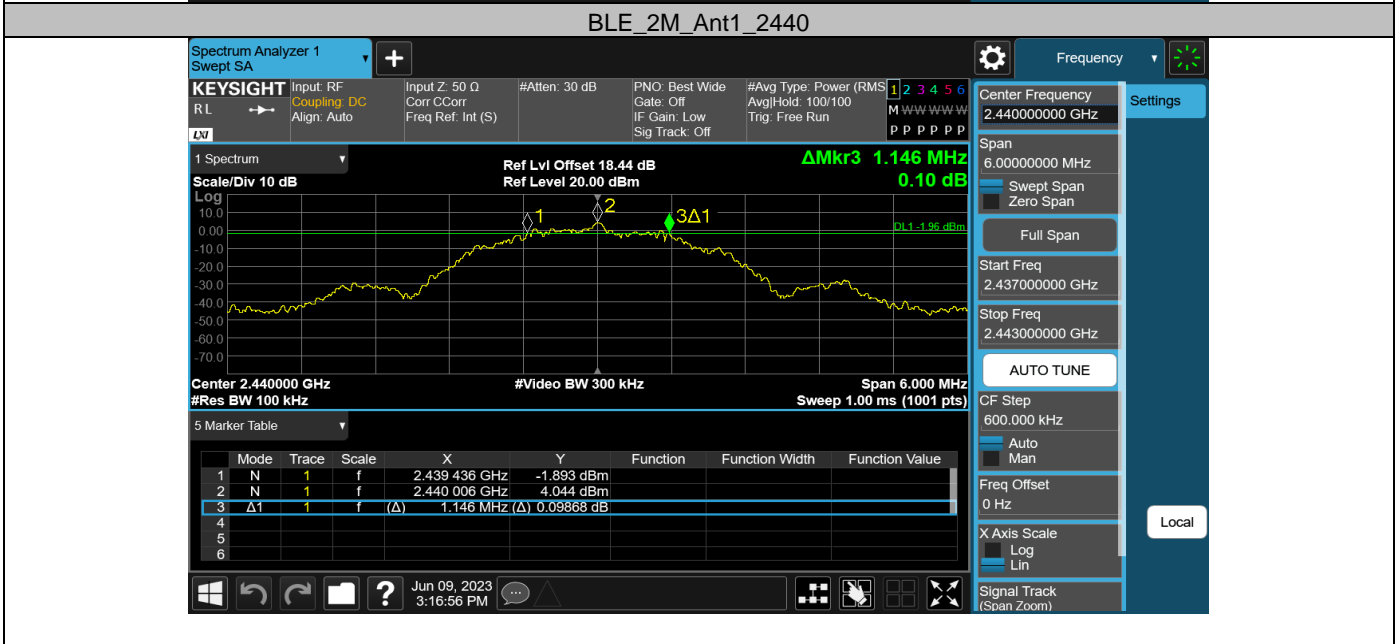 BLE_2M_Ant1_2440
Spectrum Analyzer 1
Swept SA
+
Frequency
KEYSIGHT
RL
LXI
Input: RF
Coupling: DC
Align: Auto
Input Z: 50 Ω
Corr CCorr
Freq Ref: Int (S)
#Atten: 30 dB
PNO: Best Wide
Gate: Off
IF Gain: Low
Sig Track: Off
#Avg Type: Power (RMS
Avg|Hold: 100/100
Trig: Free Run
1 2 3 4 5 6
M W W W W W
P P P P P P
1 Spectrum
Scale/Div 10 dB
Ref Lvl Offset 18.44 dB
Ref Level 20.00 dBm
ΔMkr3 1.146 MHz
0.10 dB
Log
10.0
0.00
-10.0
-20.0
-30.0
-40.0
-50.0
-60.0
-70.0
1
2
3Δ1
DL1 -1.96 dBm
Center 2.440000 GHz
#Video BW 300 kHz
Span 6.000 MHz
#Res BW 100 kHz
Sweep 1.00 ms (1001 pts)
5 Marker Table
Mode Trace Scale X Y Function Function Width Function Value
1 N 1 f 2.439 436 GHz -1.893 dBm
2 N 1 f 2.440 006 GHz 4.044 dBm
3 Δ1 1 f (Δ) 1.146 MHz (Δ) 0.09868 dB
4
5
6
Jun 09, 2023
3:16:56 PM
?
Center Frequency
2.440000000 GHz
Span
6.00000000 MHz
Swept Span
Zero Span
Full Span
Start Freq
2.437000000 GHz
Stop Freq
2.443000000 GHz
AUTO TUNE
CF Step
600.000 kHz
Auto
Man
Freq Offset
0 Hz
X Axis Scale
Log
Lin
Signal Track
(Span Zoom)
Settings
Local